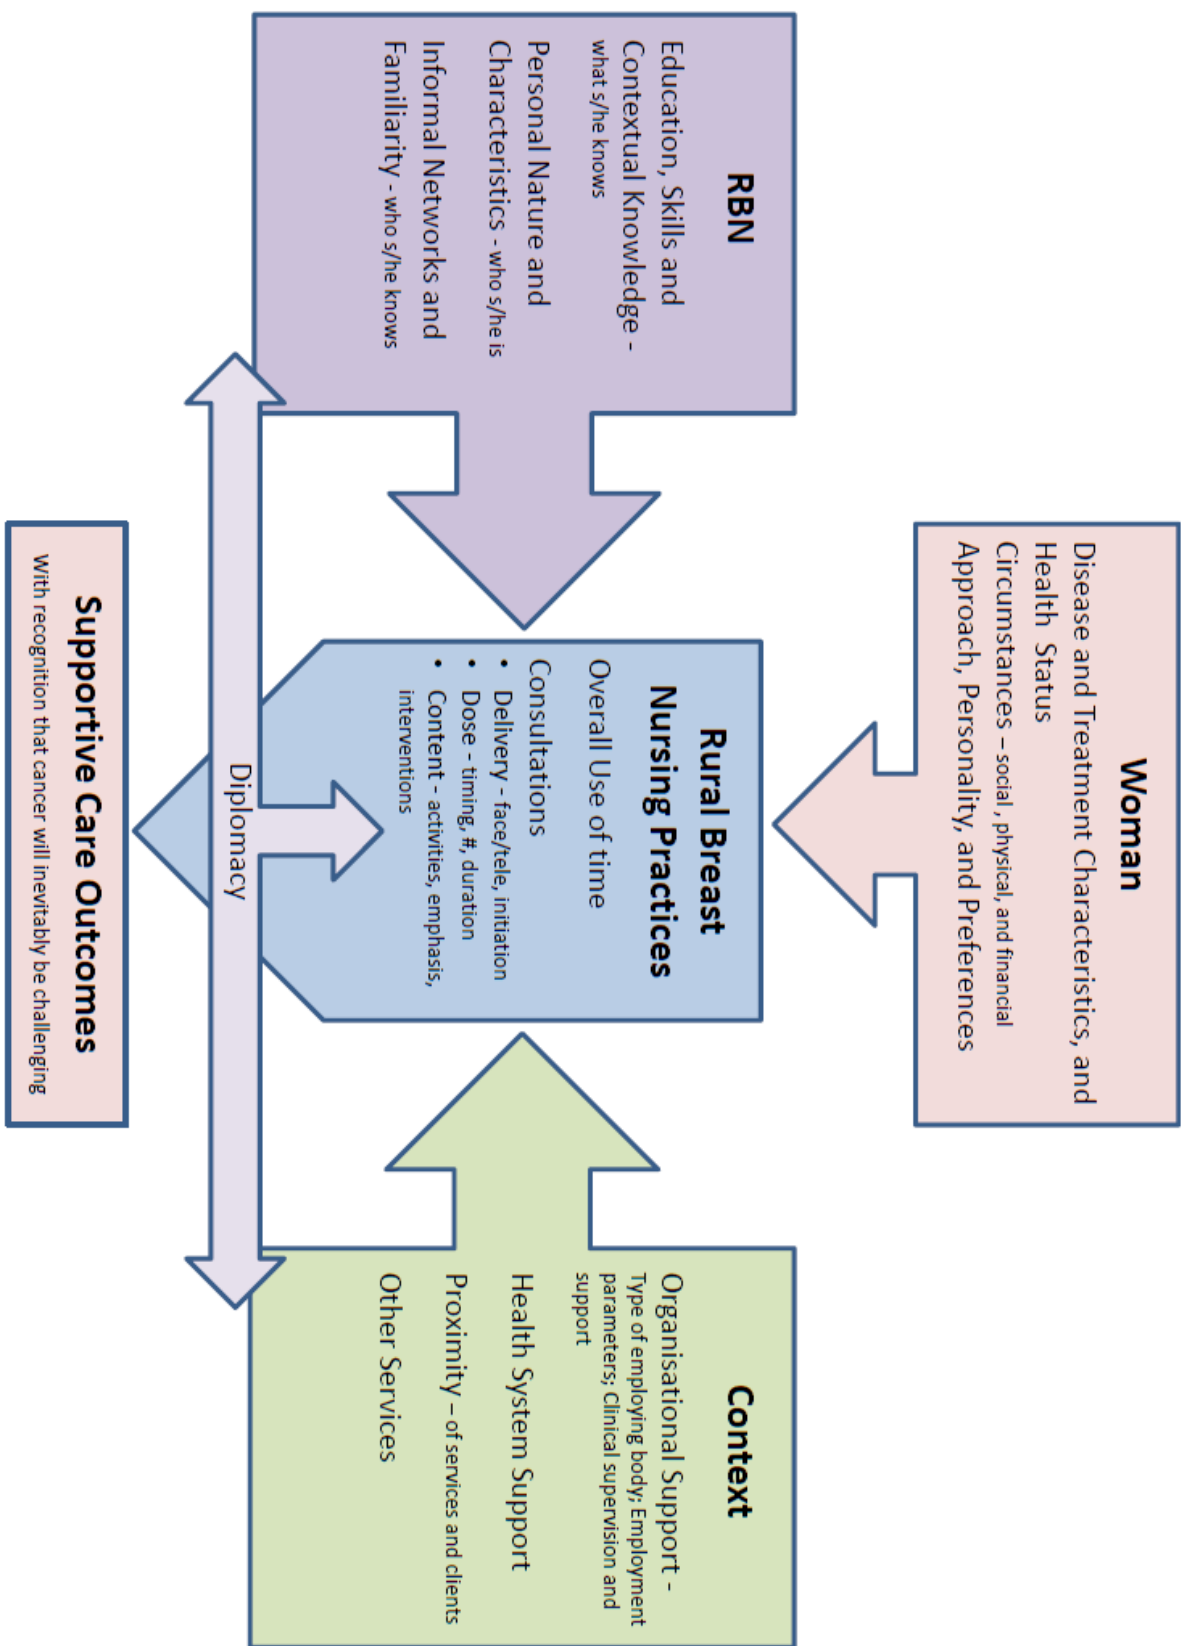 Woman
Disease and Treatment Characteristics, and
Health Status
Circumstances – social , physical, and financial
Approach, Personality, and Preferences
RBN
Education, Skills and
Contextual Knowledge -
what s/he knows
Personal Nature and
Characteristics - who s/he is
Informal Networks and
Familiarity - who s/he knows
Rural Breast
Nursing Practices
Overall Use of time
Consultations
• Delivery - face/tele, initiation
• Dose - timing, #, duration
• Content - activities, emphasis,
interventions
Context
Organisational Support -
Type of employing body; Employment
parameters; Clinical supervision and
support
Health System Support
Proximity – of services and clients
Other Services
Diplomacy
Supportive Care Outcomes
With recognition that cancer will inevitably be challenging